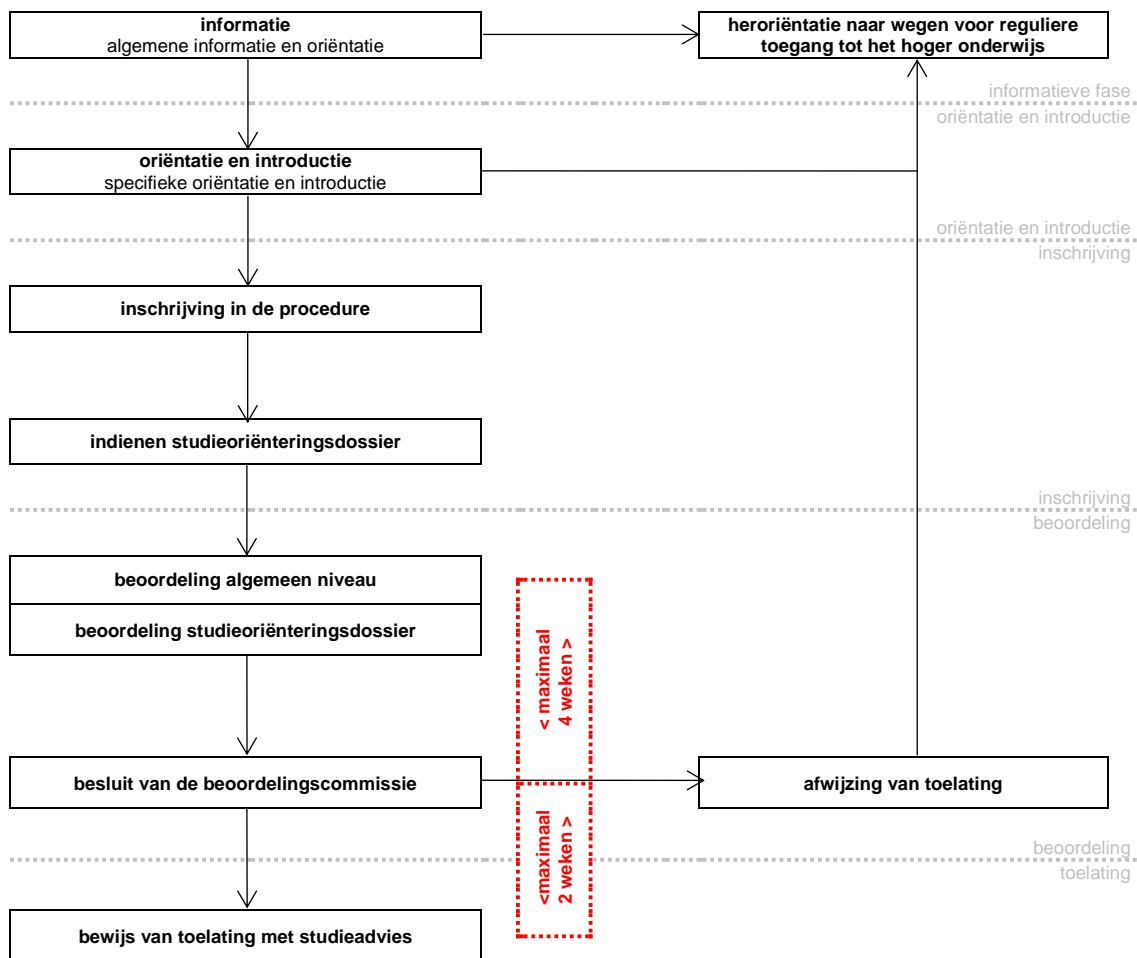 informatie
algemene informatie en oriëntatie
heroriëntatie naar wegen voor reguliere
toegang tot het hoger onderwijs
informatieve fase
oriëntatie en introductie
oriëntatie en introductie
specifieke oriëntatie en introductie
oriëntatie en introductie
inschrijving
inschrijving in de procedure
indienen studieoriënteringsdossier
inschrijving
beoordeling
beoordeling algemeen niveau
beoordeling studieoriënteringsdossier
< maximaal
4 weken >
besluit van de beoordelingscommissie
afwijzing van toelating
<maximaal
2 weken >
beoordeling
toelating
bewijs van toelating met studieadvies